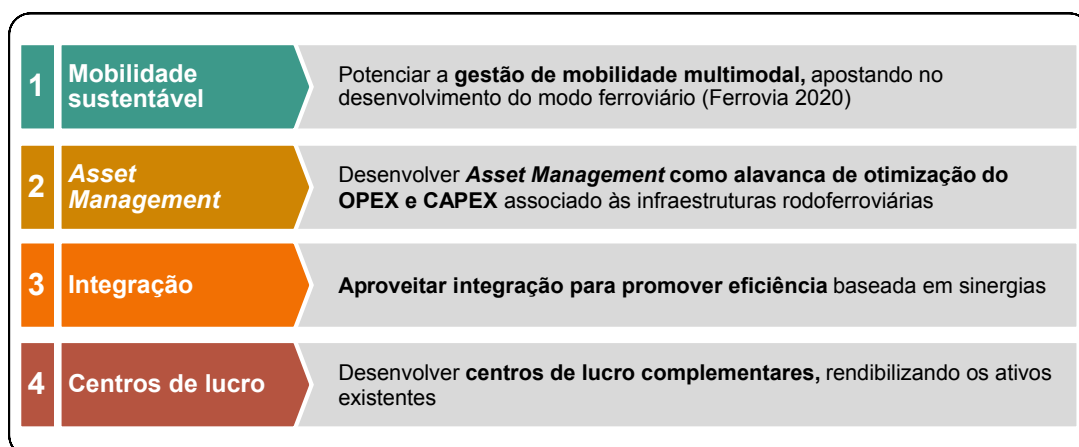 1
Mobilidade
sustentável
Potenciar a gestão de mobilidade multimodal, apostando no
desenvolvimento do modo ferroviário (Ferrovia 2020)
2
Asset
Management
Desenvolver Asset Management como alavanca de otimização do
OPEX e CAPEX associado às infraestruturas rodoferroviárias
3
Integração
Aproveitar integração para promover eficiência baseada em sinergias
4
Centros de lucro
Desenvolver centros de lucro complementares, rendibilizando os ativos
existentes